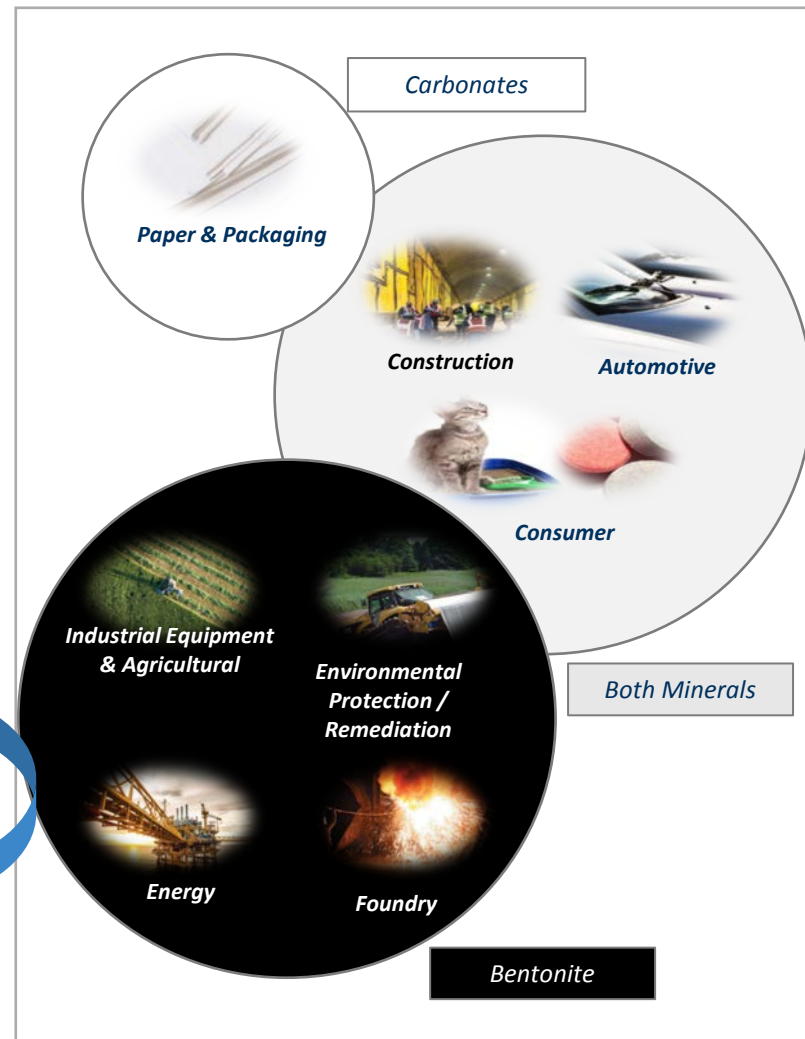 Carbonates
Paper & Packaging
Construction
Automotive
Consumer
Industrial Equipment
& Agricultural
Environmental
Protection /
Remediation
Both Minerals
Energy
Foundry
Bentonite